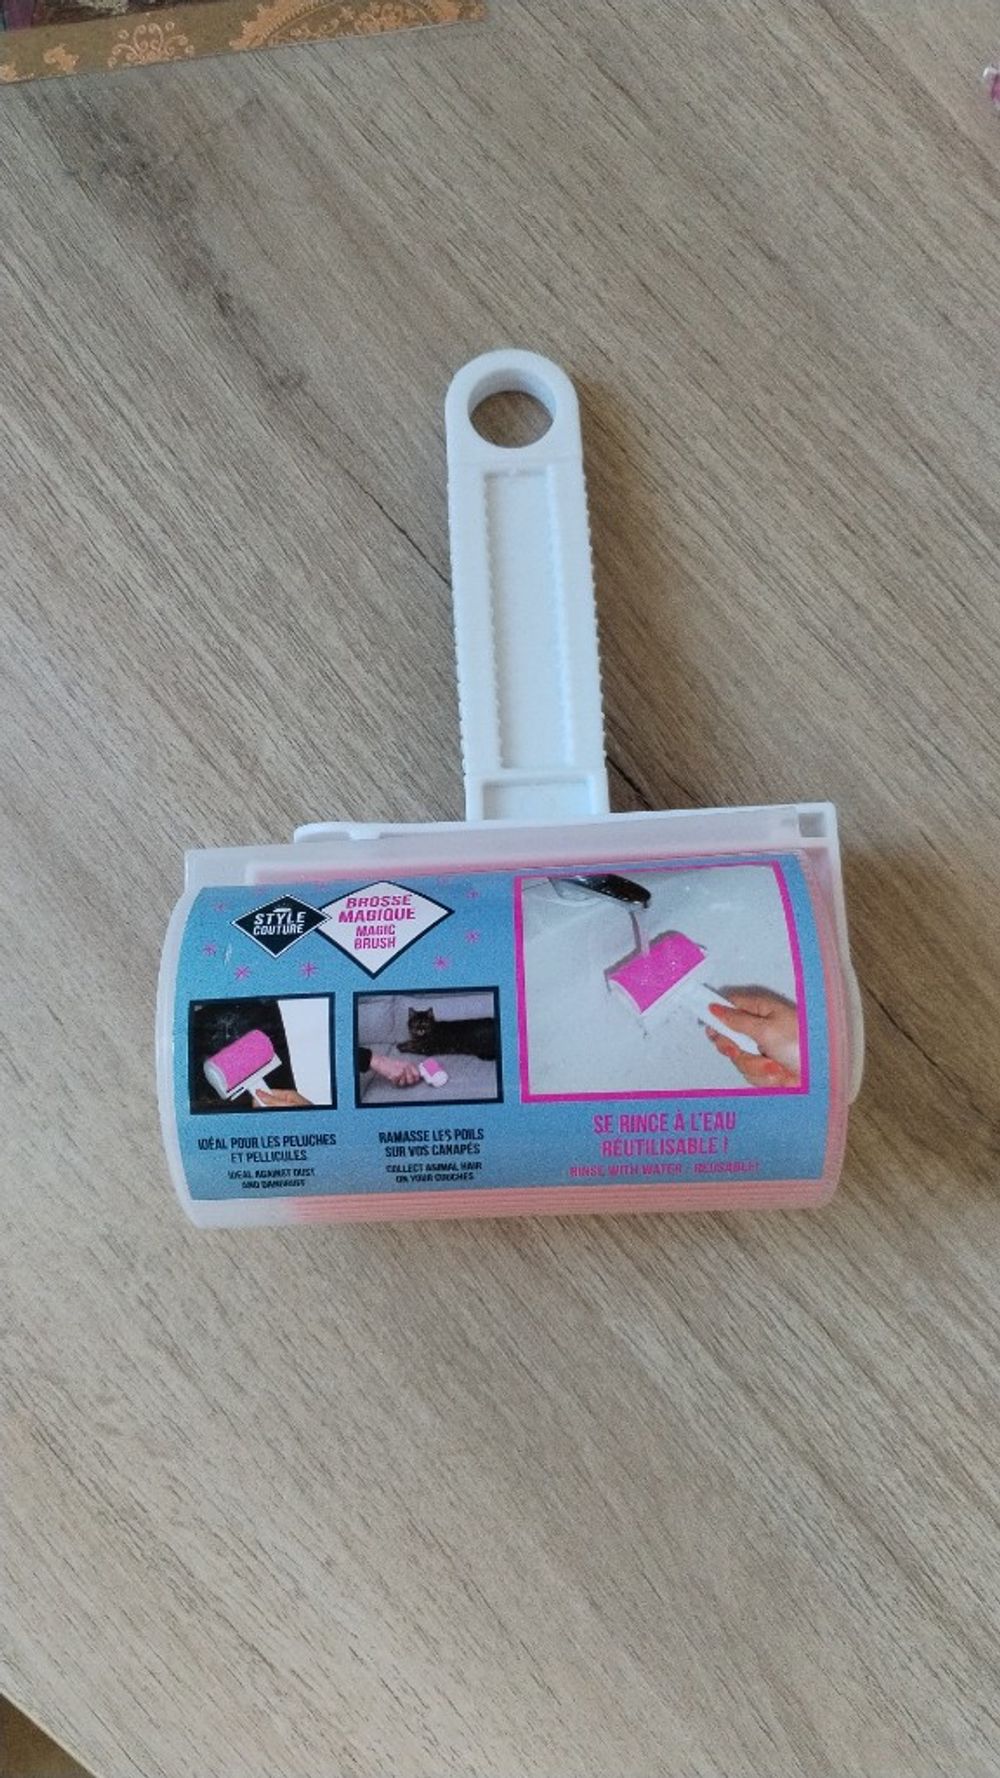 STYLE
COUTURE
BROSSE
MAGIQUE
MAGIC
BRUSH
IDÉAL POUR LES PELUCHES
ET PELLICULES
IDEAL AGAINST DUST
AND DANDRUFF
RAMASSE LES POILS
SUR VOS CANAPÉS
COLLECT ANIMAL HAIR
ON YOUR COUCHES
SE RINCE À L'EAU
RÉUTILISABLE !
RINSE WITH WATER - REUSABLE!